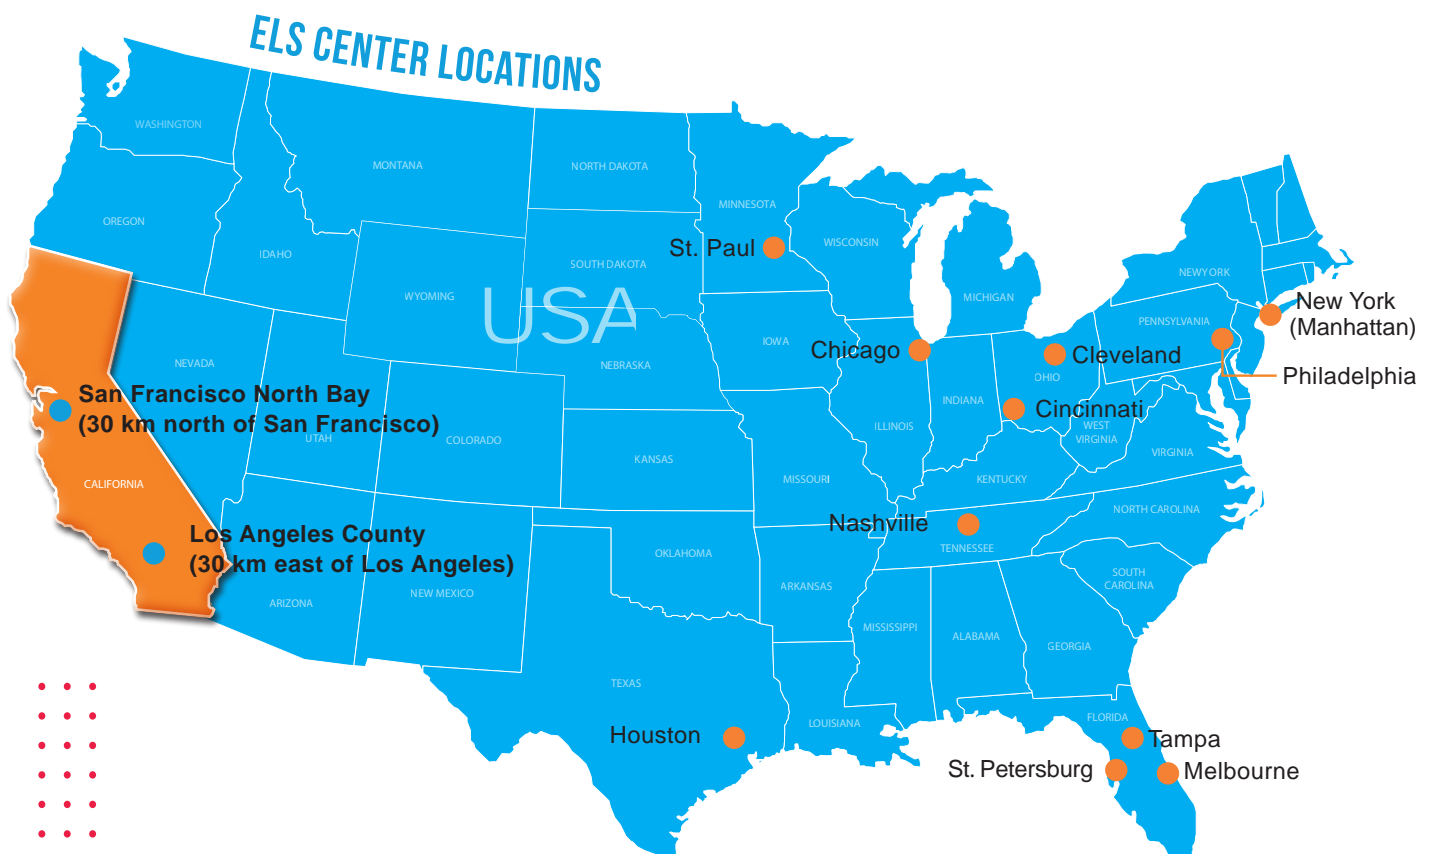 ELS CENTER LOCATIONS
WASHINGTON
MONTANA
NORTH DAKOTA
MINNESOTA
OREGON
IDAHO
WYOMING
SOUTH DAKOTA
St. Paul
WISCONSIN
MICHIGAN
NEWYORK
USA
New York
(Manhattan)
PENNSYLVANIA
NEVADA
NEBRASKA
IOWA
Chicago
Cleveland
OHIO
Philadelphia
San Francisco North Bay
(30 km north of San Francisco)
UTAH
COLORADO
KANSAS
ILLINOIS
INDIANA
Cincinnati
WEST
VIRGINIA
VIRGINIA
CALIFORNIA
MISSOURI
KENTUCKY
NORTH CAROLINA
Los Angeles County
(30 km east of Los Angeles)
Nashville
TENNESSEE
OKLAHOMA
ARKANSAS
SOUTH
CAROLINA
ARIZONA
NEW MEXICO
MISSISSIPPI
ALABAMA
GEORGIA
TEXAS
LOUISIANA
FLORIDA
Houston
Tampa
St. Petersburg
Melbourne